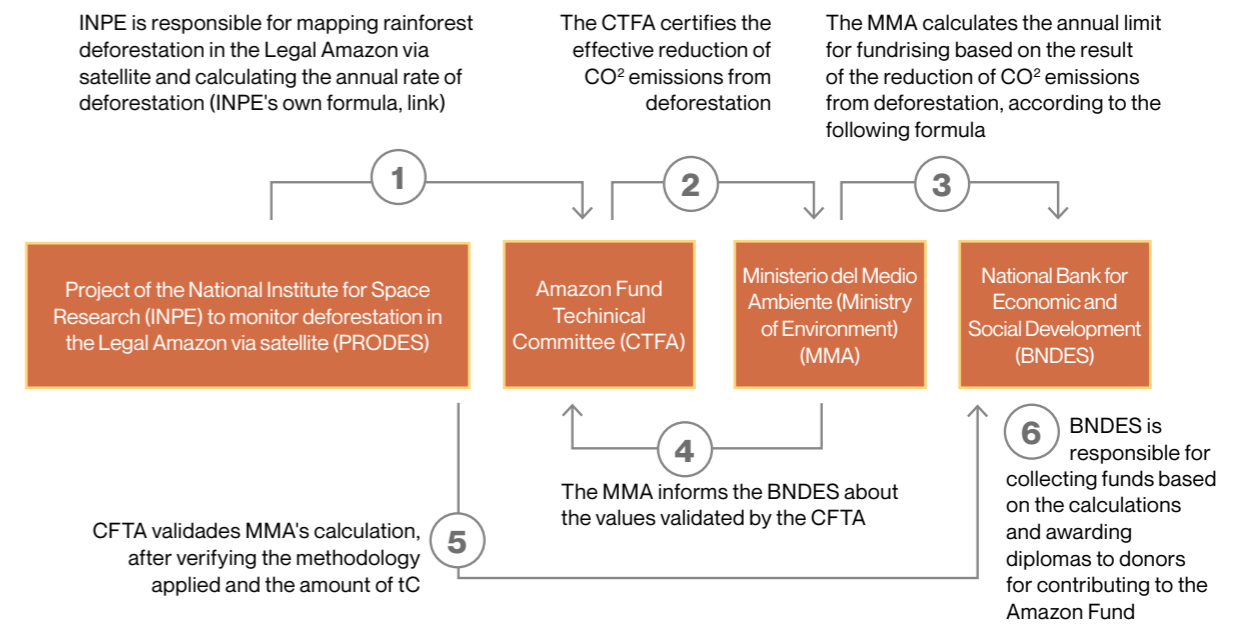 INPE is responsible for mapping rainforest
deforestation in the Legal Amazon via
satellite and calculating the annual rate of
deforestation (INPE's own formula, link)
The CTFA certifies the
effective reduction of
CO² emissions from
deforestation
The MMA calculates the annual limit
for fundrising based on the result
of the reduction of CO² emissions
from deforestation, according to the
following formula
1
2
3
Project of the National Institute for Space
Research (INPE) to monitor deforestation in
the Legal Amazon via satellite (PRODES)
Amazon Fund
Techinical
Committee (CTFA)
Ministerio del Medio
Ambiente (Ministry
of Environment)
(MMA)
National Bank for
Economic and
Social Development
(BNDES)
4
The MMA informs the BNDES about
the values validated by the CFTA
CFTA validades MMA's calculation,
after verifying the methodology
applied and the amount of tC
5
6
BNDES is
responsible for
collecting funds based
on the calculations
and awarding
diplomas to donors
for contributing to the
Amazon Fund